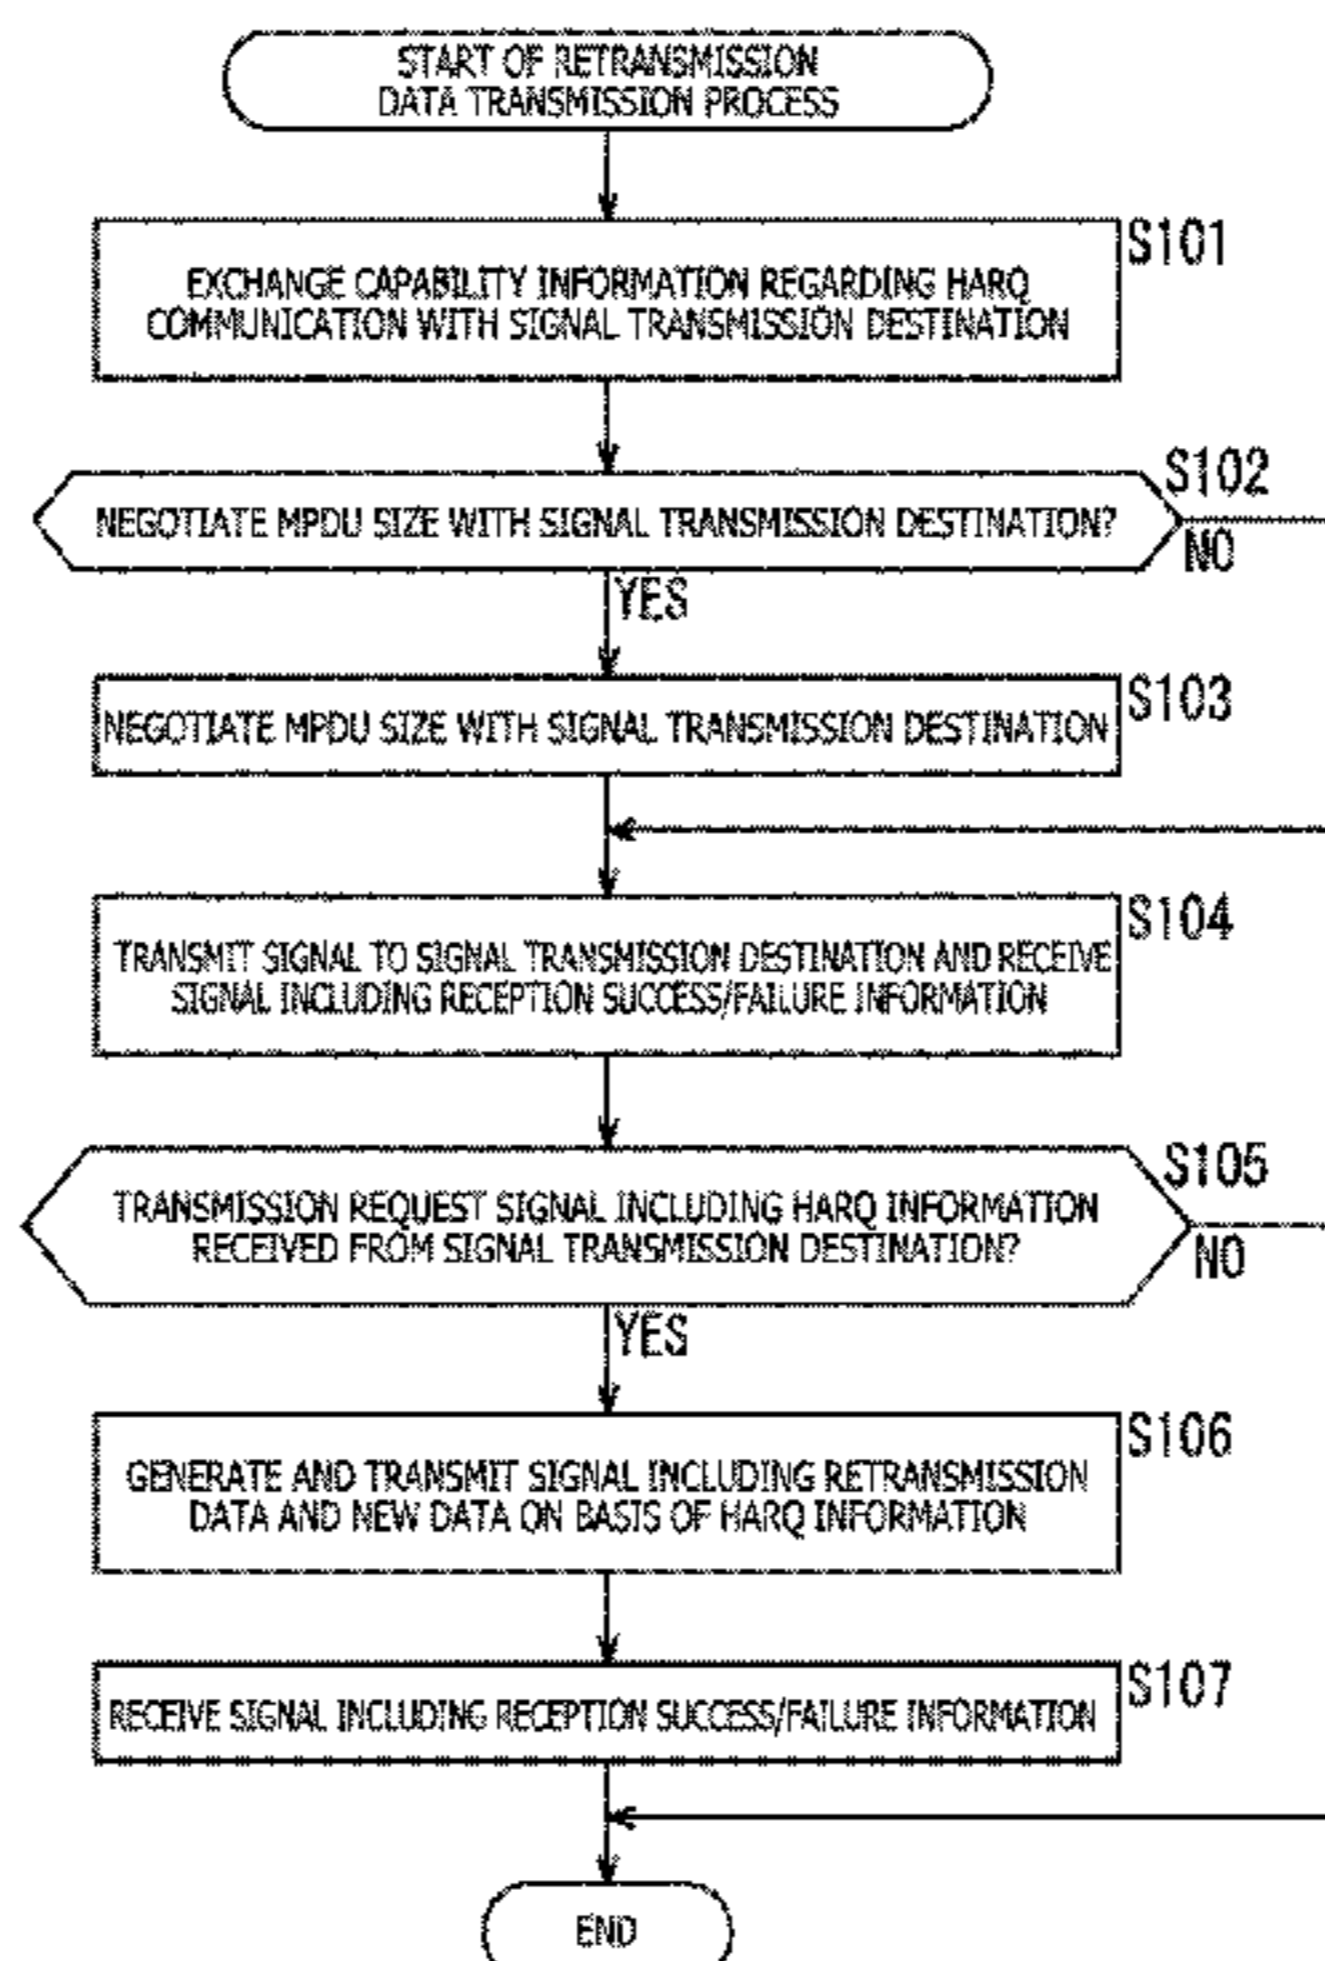 START OF RETRANSMISSION
DATA TRANSMISSION PROCESS
S101
EXCHANGE CAPABILITY INFORMATION REGARDING HARQ
COMMUNICATION WITH SIGNAL TRANSMISSION DESTINATION
S102
NEGOTIATE MPDU SIZE WITH SIGNAL TRANSMISSION DESTINATION?
NO
YES
S103
NEGOTIATE MPDU SIZE WITH SIGNAL TRANSMISSION DESTINATION
S104
TRANSMIT SIGNAL TO SIGNAL TRANSMISSION DESTINATION AND RECEIVE
SIGNAL INCLUDING RECEPTION SUCCESS/FAILURE INFORMATION
S105
TRANSMISSION REQUEST SIGNAL INCLUDING HARQ INFORMATION
RECEIVED FROM SIGNAL TRANSMISSION DESTINATION?
NO
YES
S106
GENERATE AND TRANSMIT SIGNAL INCLUDING RETRANSMISSION
DATA AND NEW DATA ON BASIS OF HARQ INFORMATION
S107
RECEIVE SIGNAL INCLUDING RECEPTION SUCCESS/FAILURE INFORMATION
END